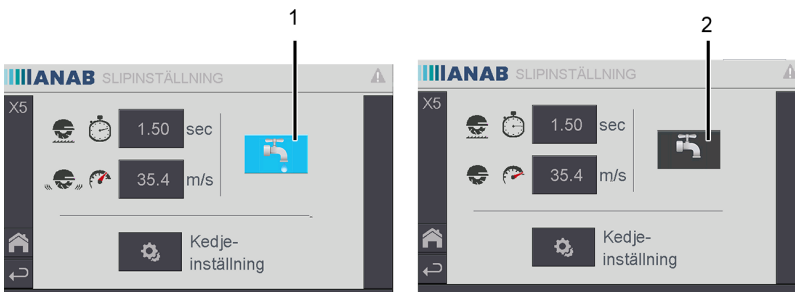 1
ANAB SLIPINSTÄLLNING
X5
1.50 sec
35.4 m/s
Kedje-
inställning
2
ANAB SLIPINSTÄLLNING
X5
1.50 sec
35.4 m/s
Kedje-
inställning